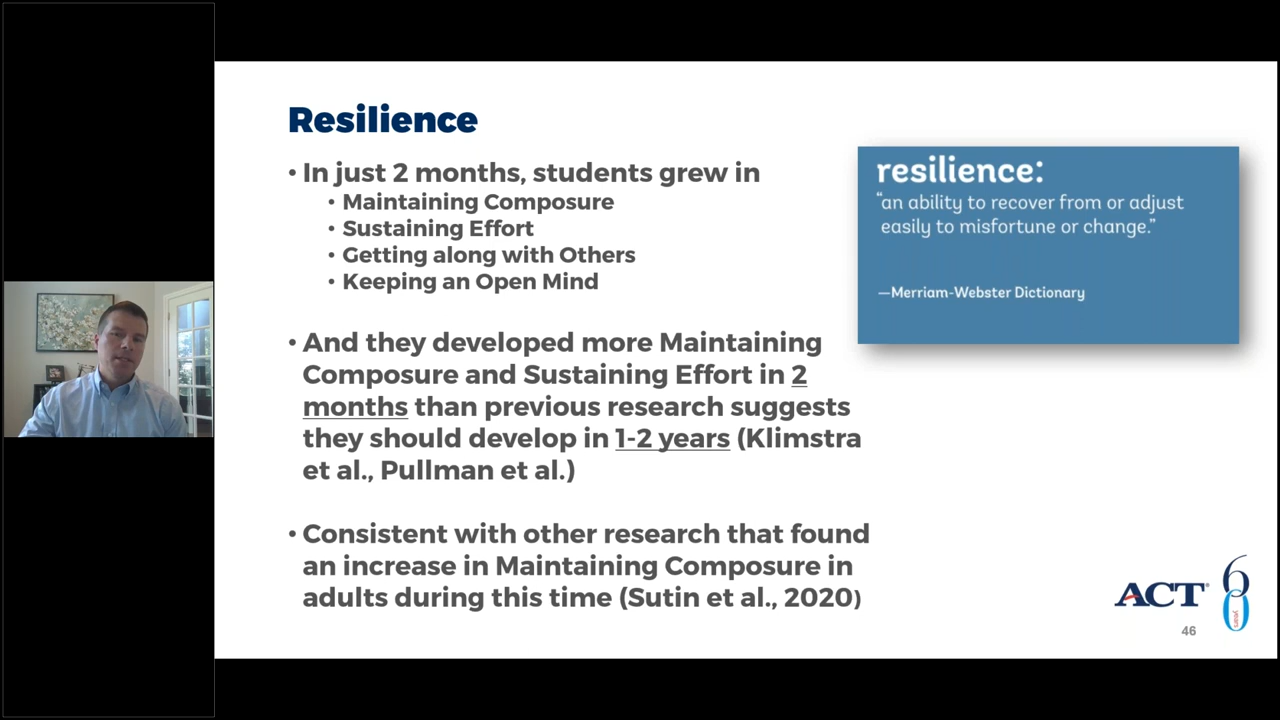 Resilience
• In just 2 months, students grew in
• Maintaining Composure
• Sustaining Effort
• Getting along with Others
• Keeping an Open Mind
• And they developed more Maintaining
Composure and Sustaining Effort in 2
months than previous research suggests
they should develop in 1-2 years (Klimstra
et al., Pullman et al.)
• Consistent with other research that found
an increase in Maintaining Composure in
adults during this time (Sutin et al., 2020)
resilience:
“an ability to recover from or adjust
easily to misfortune or change.”
—Merriam-Webster Dictionary
ACT®
60
years
46